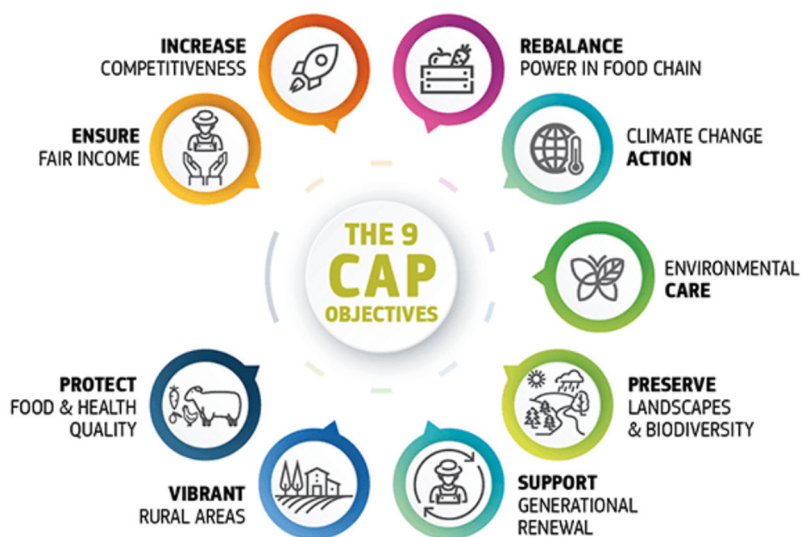 THE 9
CAP
OBJECTIVES
ENSURE
FAIR INCOME
INCREASE
COMPETITIVENESS
REBALANCE
POWER IN FOOD CHAIN
CLIMATE CHANGE
ACTION
ENVIRONMENTAL
CARE
PRESERVE
LANDSCAPES
& BIODIVERSITY
SUPPORT
GENERATIONAL
RENEWAL
VIBRANT
RURAL AREAS
PROTECT
FOOD & HEALTH
QUALITY